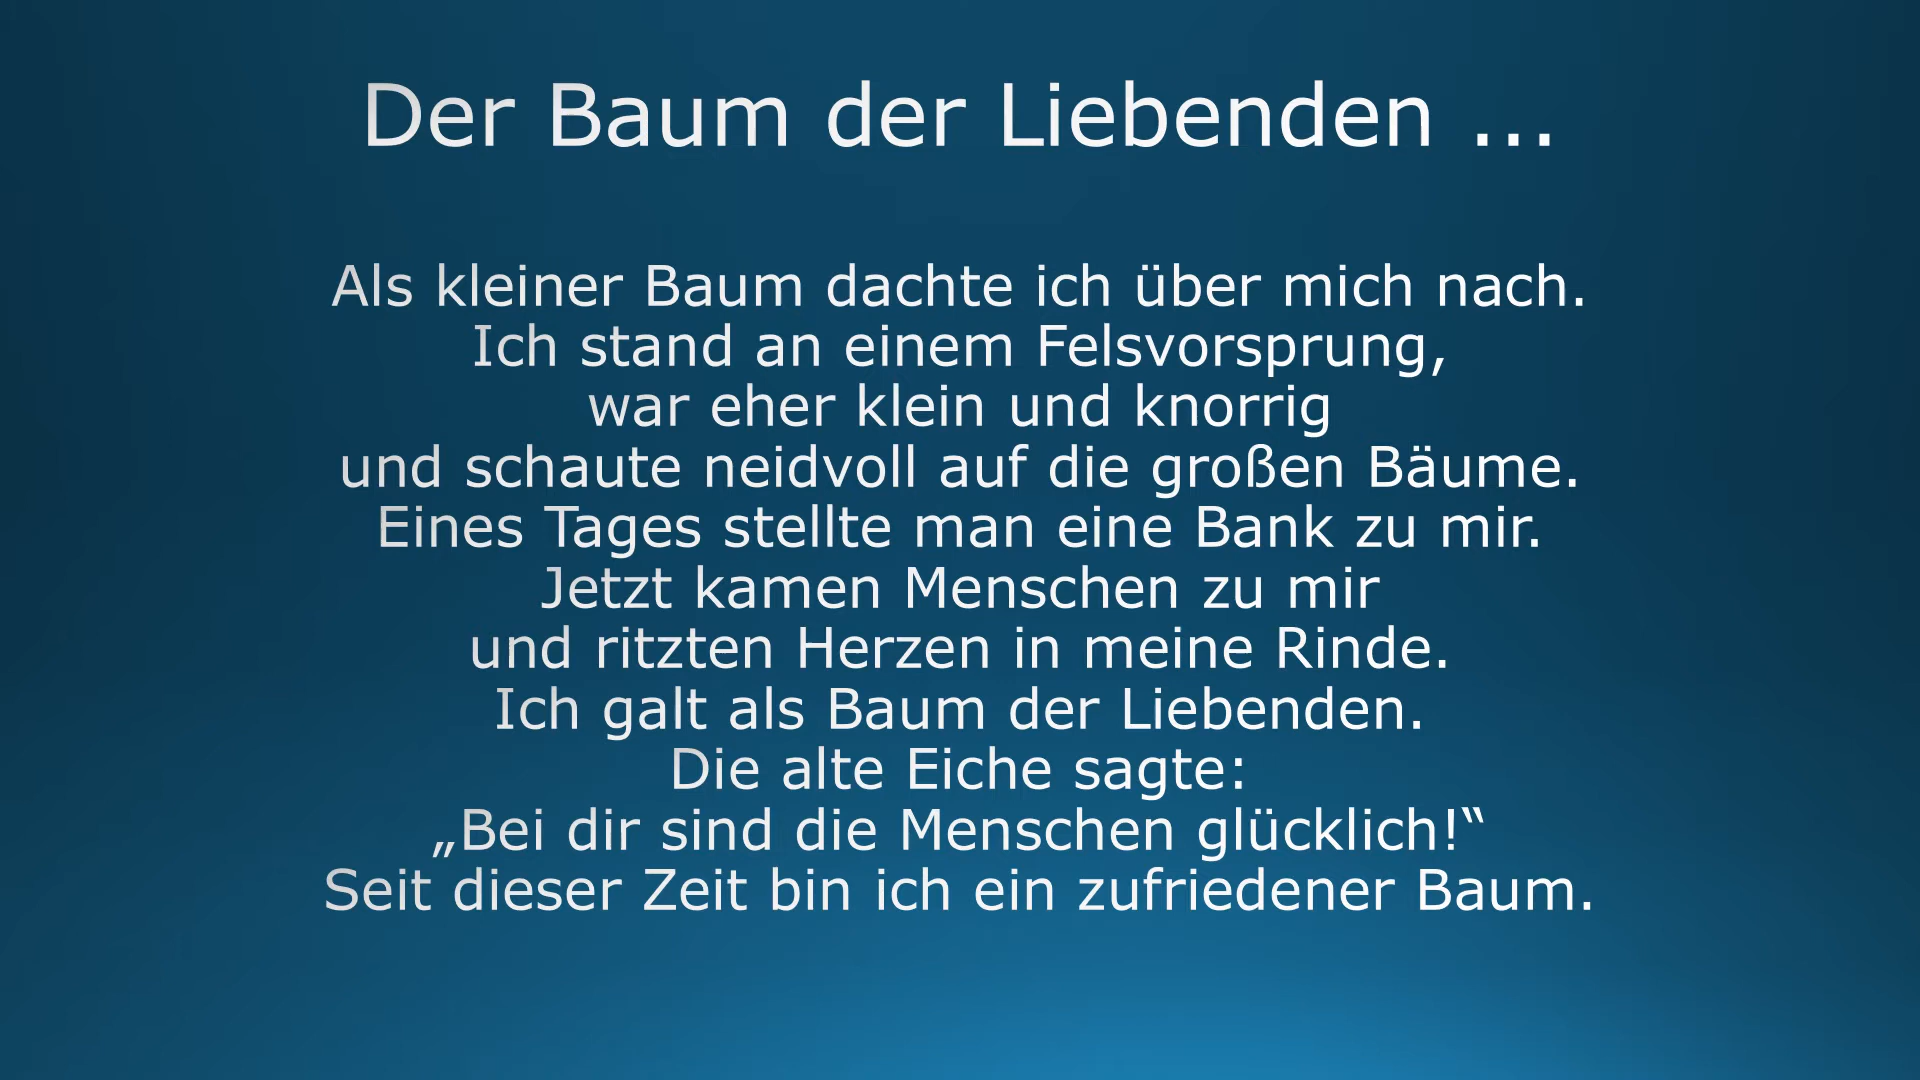 Der Baum der Liebenden ...
Als kleiner Baum dachte ich über mich nach.
Ich stand an einem Felsvorsprung,
war eher klein und knorrig
und schaute neidvoll auf die großen Bäume.
Eines Tages stellte man eine Bank zu mir.
Jetzt kamen Menschen zu mir
und ritzten Herzen in meine Rinde.
Ich galt als Baum der Liebenden.
Die alte Eiche sagte:
„Bei dir sind die Menschen glücklich!“
Seit dieser Zeit bin ich ein zufriedener Baum.